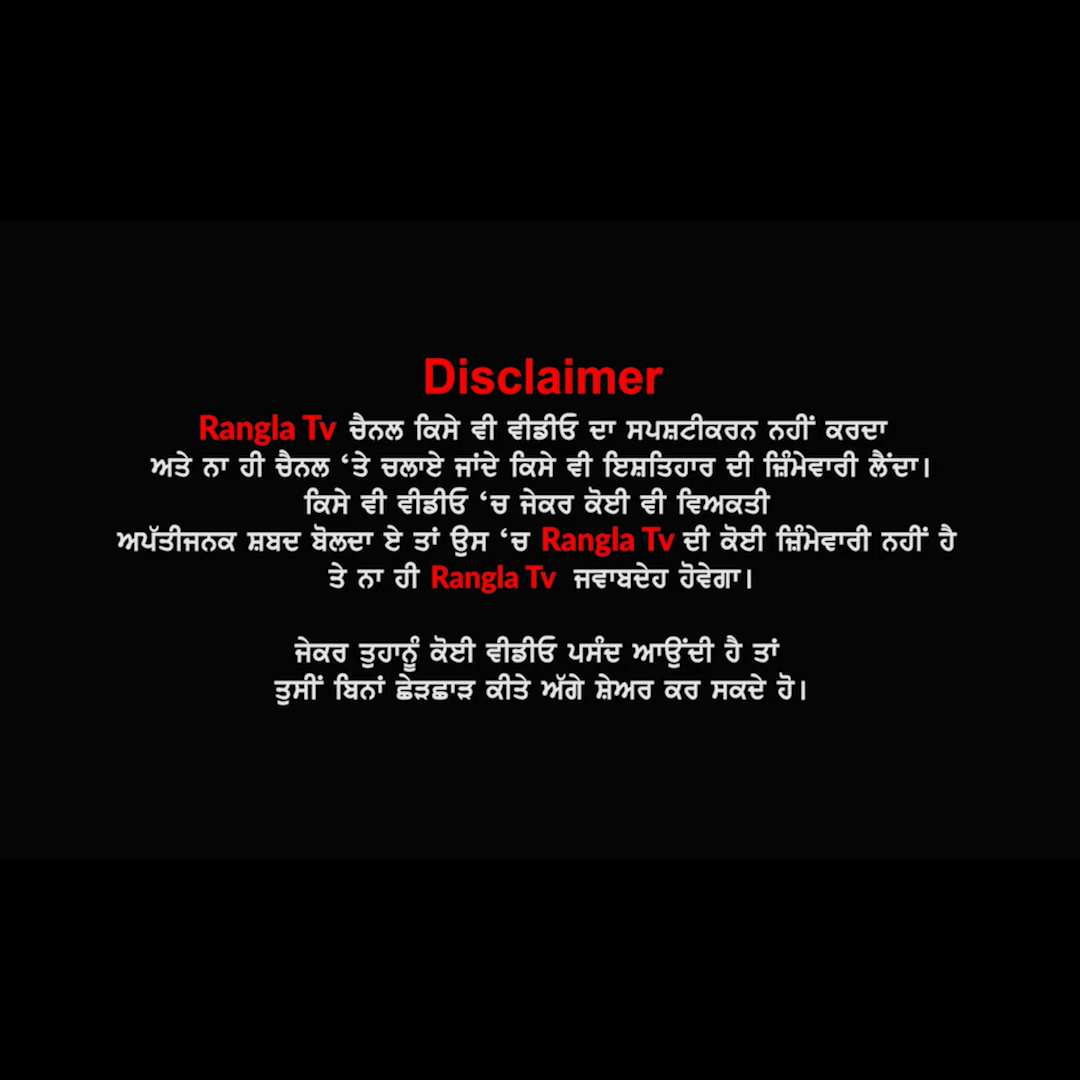 Disclaimer
Rangla Tv ਚੈਨਲ ਕਿਸੇ ਵੀ ਵੀਡੀਓ ਦਾ ਸਪਸ਼ਟੀਕਰਨ ਨਹੀਂ ਕਰਦਾ
ਅਤੇ ਨਾ ਹੀ ਚੈਨਲ ‘ਤੇ ਚਲਾਏ ਜਾਂਦੇ ਕਿਸੇ ਵੀ ਇਸ਼ਤਿਹਾਰ ਦੀ ਜ਼ਿੰਮੇਵਾਰੀ ਲੈਂਦਾ।
ਕਿਸੇ ਵੀ ਵੀਡੀਓ ‘ਚ ਜੇਕਰ ਕੋਈ ਵੀ ਵਿਅਕਤੀ
ਅਪੱਤੀਜਨਕ ਸ਼ਬਦ ਬੋਲਦਾ ਏ ਤਾਂ ਉਸ ‘ਚ Rangla Tv ਦੀ ਕੋਈ ਜ਼ਿੰਮੇਵਾਰੀ ਨਹੀਂ ਹੈ
ਤੇ ਨਾ ਹੀ Rangla Tv ਜਵਾਬਦੇਹ ਹੋਵੇਗਾ।
ਜੇਕਰ ਤੁਹਾਨੂੰ ਕੋਈ ਵੀਡੀਓ ਪਸੰਦ ਆਉਂਦੀ ਹੈ ਤਾਂ
ਤੁਸੀਂ ਬਿਨਾਂ ਛੇੜਛਾੜ ਕੀਤੇ ਅੱਗੇ ਸ਼ੇਅਰ ਕਰ ਸਕਦੇ ਹੋ।